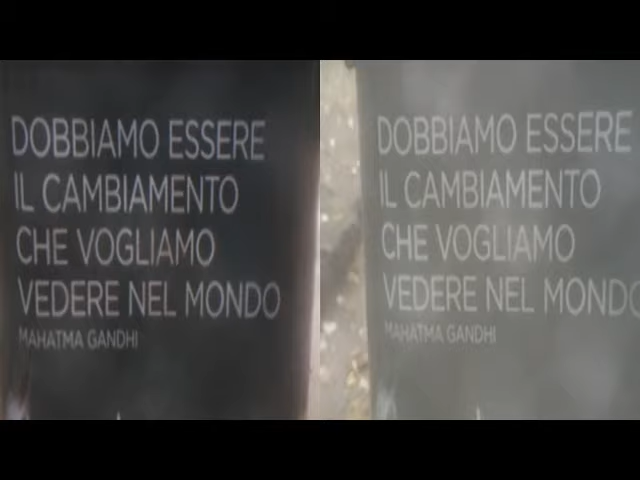 DOBBIAMO ESSERE
IL CAMBIAMENTO
CHE VOGLIAMO
VEDERE NEL MONDO
MAHATMA GANDHI
DOBBIAMO ESSERE
IL CAMBIAMENTO
CHE VOGLIAMO
VEDERE NEL MONDO
MAHATMA GANDHI